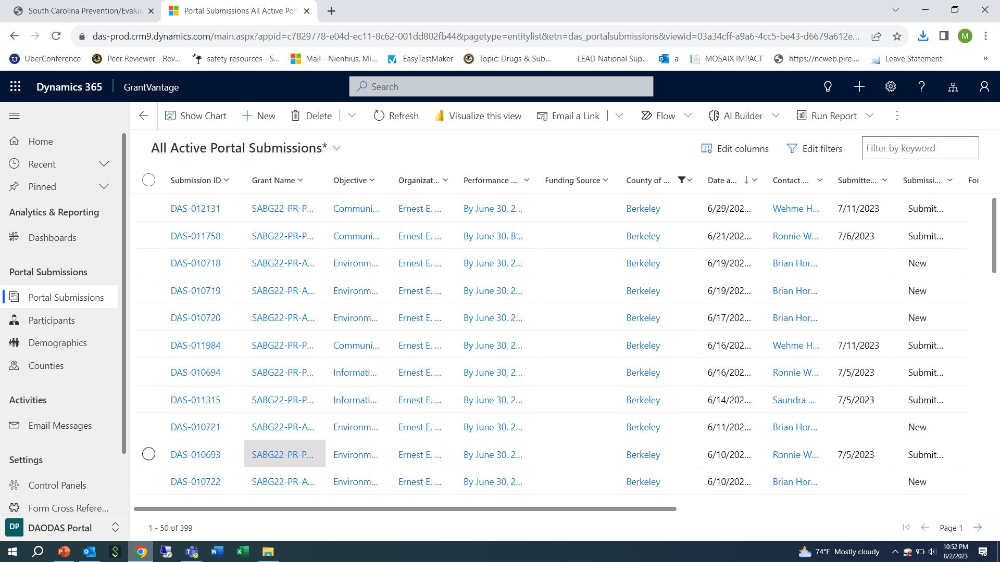 South Carolina Prevention/Evalua
Portal Submissions All Active Por
das-prod.crm9.dynamics.com/main.aspx?appid=c7829778-e04d-ec11-8c62-001dd802fb44&pagetype=entitylist&etn=das_portalsubmissions&viewid=03a34cff-a9a6-4cc5-be43-d6679a612e...
M
UberConference
Peer Reviewer - Rev...
safety resources - S...
Mail - Nienhius, Mi...
EasyTestMaker
Topic: Drugs & Sub...
LEAD National Sup...
a
MOSAIX IMPACT
https://ncweb.pire....
Leave Statement
»
Dynamics 365
GrantVantage
Search
Show Chart
New
Delete
Refresh
Visualize this view
Email a Link
Flow
AI Builder
Run Report
Home
Recent
Pinned
Analytics & Reporting
Dashboards
Portal Submissions
Portal Submissions
Participants
Demographics
Counties
Activities
Email Messages
Settings
Control Panels
Form Cross Refere...
DP DAODAS Portal
All Active Portal Submissions*
Edit columns
Edit filters
Filter by keyword
Submission ID Grant Name Objective Organizat... Performance ... Funding Source County of ... Date a... Contact ... Submitte... Submissi... For
DAS-012131 SABG22-PR-P... Communi... Ernest E. ... By June 30, 2... Berkeley 6/29/202... Wehme H... 7/11/2023 Submit...
DAS-011758 SABG22-PR-P... Communi... Ernest E. ... By June 30, B... Berkeley 6/21/202... Ronnie W... 7/6/2023 Submit...
DAS-010718 SABG22-PR-A... Environm... Ernest E. ... By June 30, 2... Berkeley 6/19/202... Brian Hor... New
DAS-010719 SABG22-PR-A... Environm... Ernest E. ... By June 30, 2... Berkeley 6/19/202... Brian Hor... New
DAS-010720 SABG22-PR-A... Environm... Ernest E. ... By June 30, 2... Berkeley 6/17/202... Brian Hor... New
DAS-011984 SABG22-PR-P... Communi... Ernest E. ... By June 30, 2... Berkeley 6/16/202... Wehme H... 7/11/2023 Submit...
DAS-010694 SABG22-PR-P... Informati... Ernest E. ... By June 30, 2... Berkeley 6/16/202... Ronnie W... 7/5/2023 Submit...
DAS-011315 SABG22-PR-P... Informati... Ernest E. ... By June 30, 2... Berkeley 6/14/202... Saundra ... 7/5/2023 Submit...
DAS-010721 SABG22-PR-A... Environm... Ernest E. ... By June 30, 2... Berkeley 6/11/202... Brian Hor... New
DAS-010693 SABG22-PR-P... Environm... Ernest E. ... By June 30, 2... Berkeley 6/10/202... Ronnie W... 7/5/2023 Submit...
DAS-010722 SABG22-PR-A... Environm... Ernest E. ... By June 30, 2... Berkeley 6/10/202... Brian Hor... New
1 - 50 of 399
Page 1
74°F Mostly cloudy
10:52 PM
8/2/2023